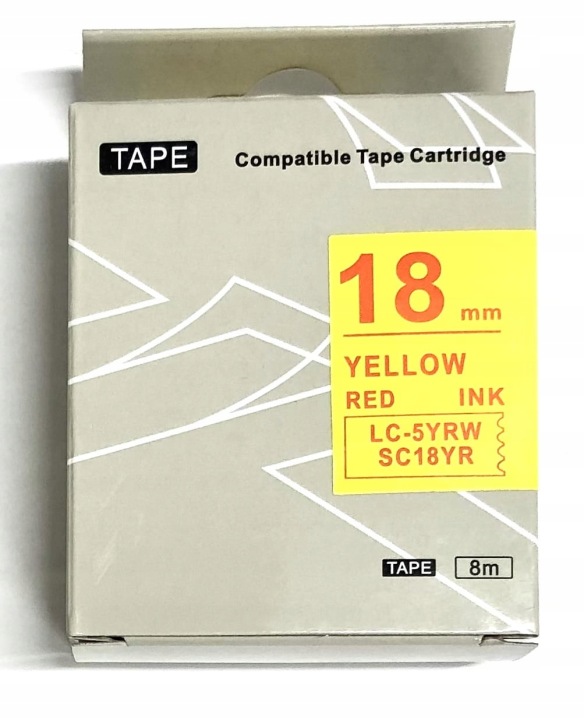 TAPE Compatible Tape Cartridge
18 mm
YELLOW
RED INK
LC-5YRW
SC18YR
TAPE 8m